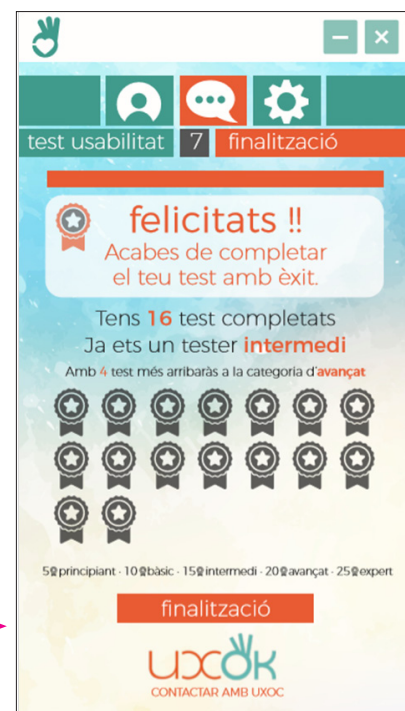 test usabilitat 7 finalització
felicitats !!
Acabes de completar
el teu test amb èxit.
Tens 16 test completats
Ja ets un tester intermedi
Amb 4 test més arribaràs a la categoria d'avançat
5 principiant · 10 bàsic · 15 intermedi · 20 avançat · 25 expert
finalització
uxok
CONTACTAR AMB UXOC